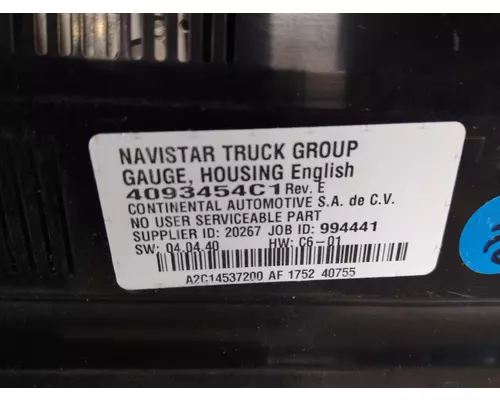 NAVISTAR TRUCK GROUP
GAUGE, HOUSING English
4093454C1 Rev. E
CONTINENTAL AUTOMOTIVE S.A. de C.V.
NO USER SERVICEABLE PART
SUPPLIER ID: 20267 JOB ID: 994441
SW: 04.04.40 HW: C6-01
A2C14537200 AF 1752 40755